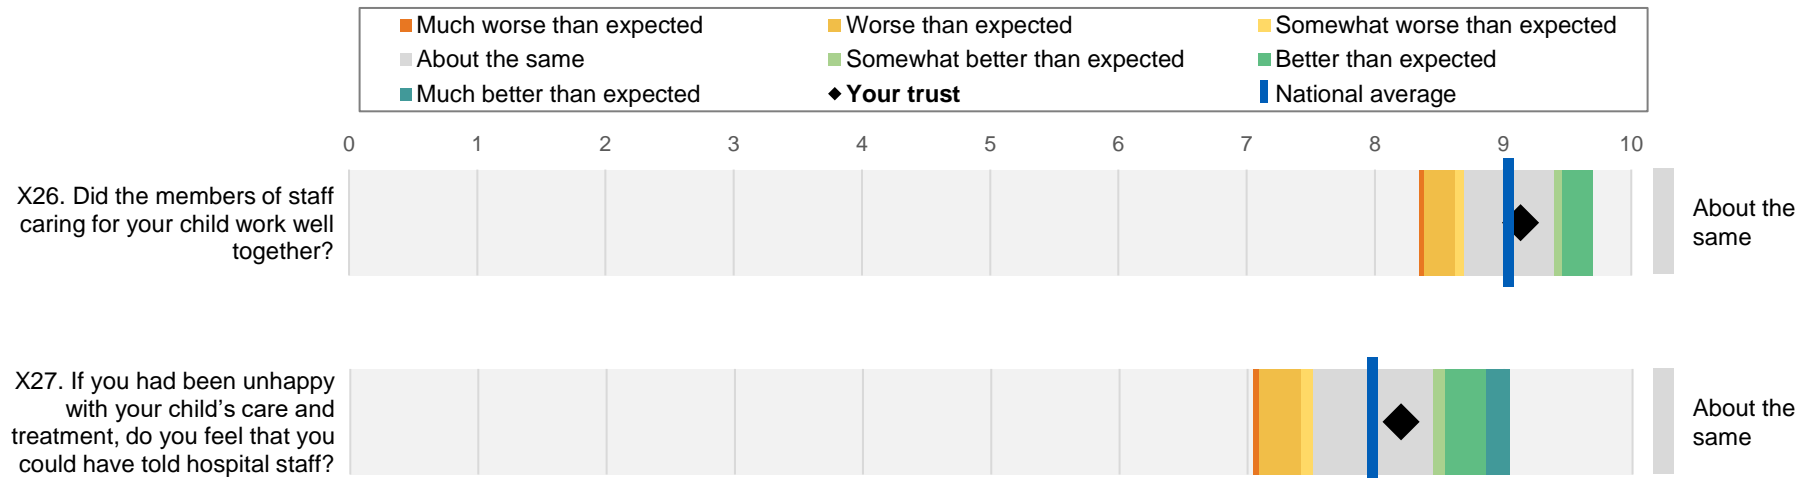 Much worse than expected
Worse than expected
Somewhat worse than expected
About the same
Somewhat better than expected
Better than expected
Much better than expected
Your trust
National average
0 1 2 3 4 5 6 7 8 9 10
X26. Did the members of staff
caring for your child work well
together?
About the
same
X27. If you had been unhappy
with your child’s care and
treatment, do you feel that you
could have told hospital staff?
About the
same